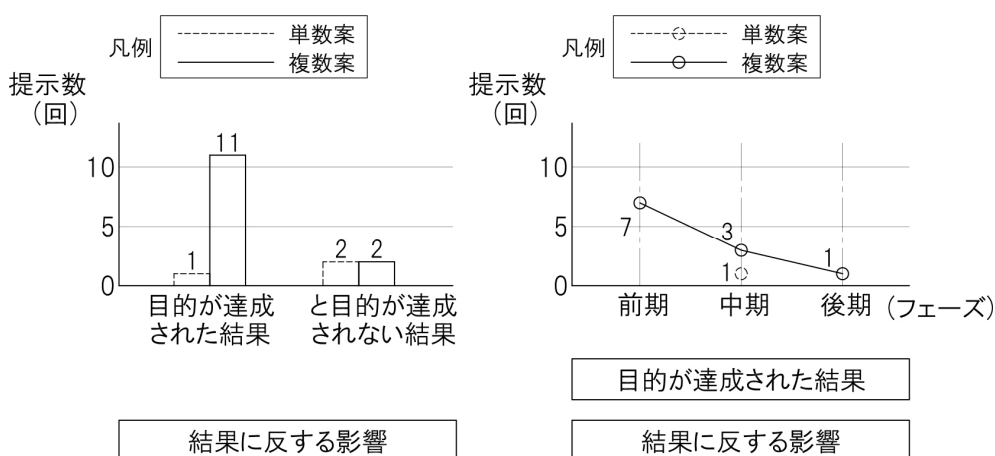 凡例
単数案
複数案
提示数
（回）
10
5
0
1
11
2
2
目的が達成
された結果
と目的が達成
されない結果
結果に反する影響
凡例
単数案
複数案
提示数
（回）
10
5
0
7
3
1
1
前期
中期
後期
（フェーズ）
目的が達成された結果
結果に反する影響